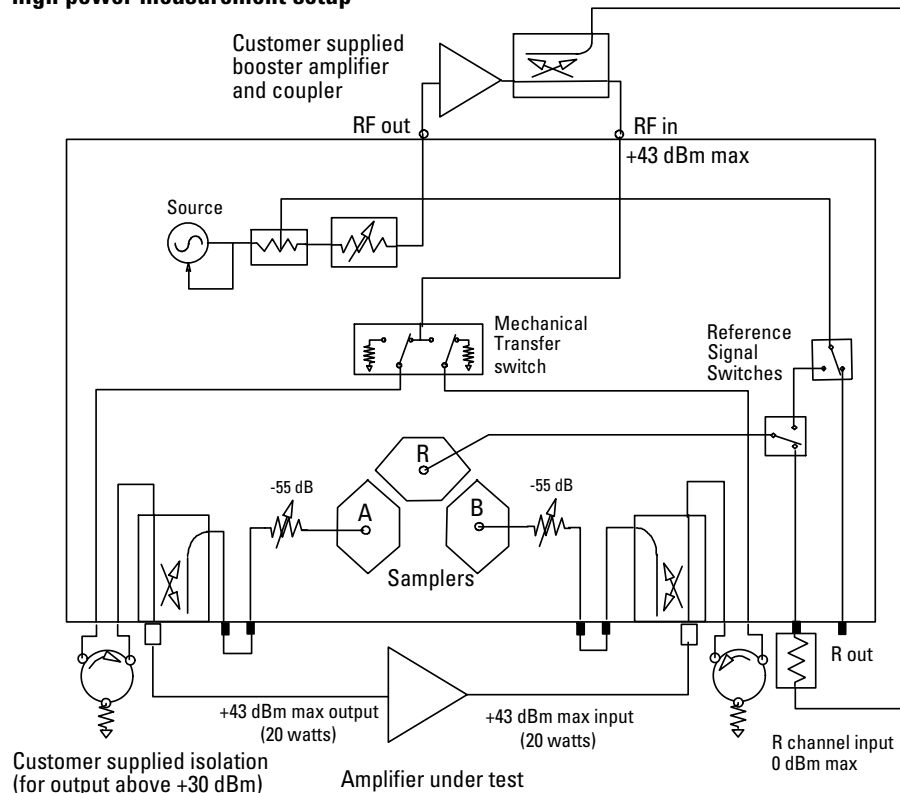 High power measurement setup
Customer supplied
booster amplifier
and coupler
RF out
RF in
+43 dBm max
Source
Mechanical
Transfer
switch
Reference
Signal
Switches
R
-55 dB
A
B
-55 dB
Samplers
R out
+43 dBm max output
(20 watts)
+43 dBm max input
(20 watts)
R channel input
0 dBm max
Customer supplied isolation
(for output above +30 dBm)
Amplifier under test